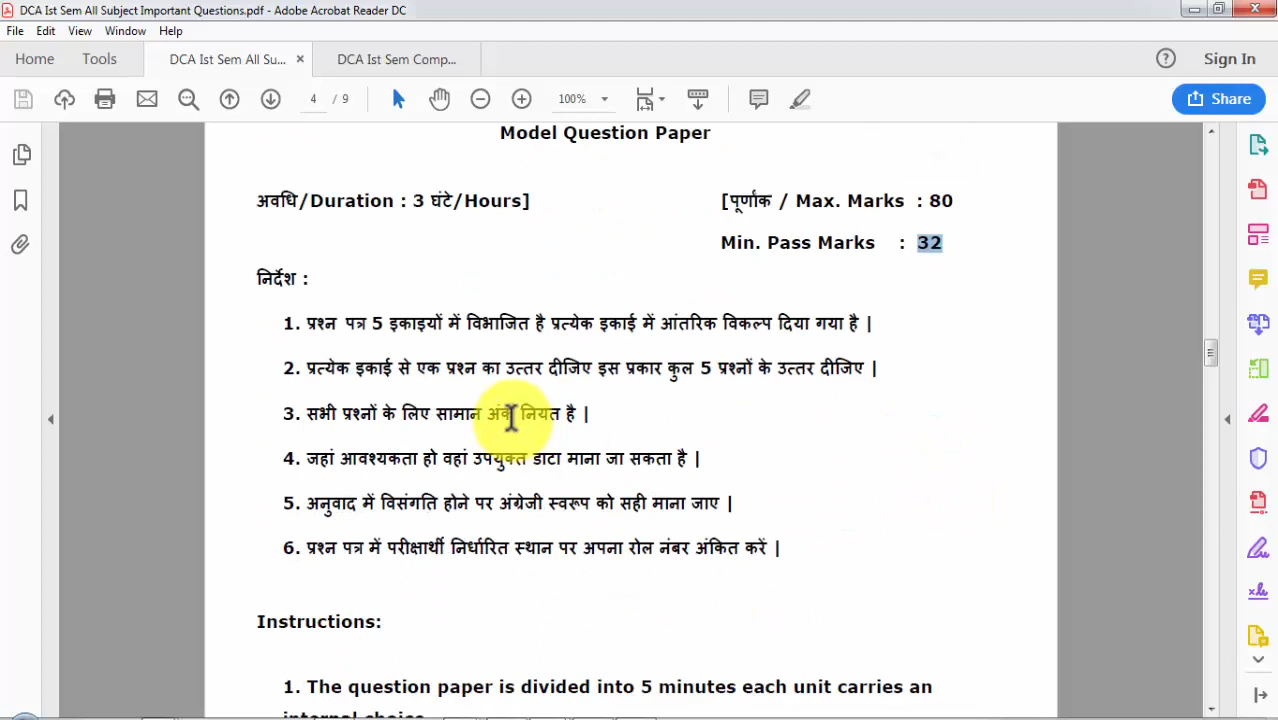 DCA Ist Sem All Subject Important Questions.pdf - Adobe Acrobat Reader DC
File Edit View Window Help
Home Tools DCA Ist Sem All Su... × DCA Ist Sem Comp... Sign In
4 / 9 100% Share
Model Question Paper
अवधि/Duration : 3 घंटे/Hours] [पूर्णांक / Max. Marks : 80
Min. Pass Marks : 32
निर्देश :
1. प्रश्न पत्र 5 इकाइयों में विभाजित है प्रत्येक इकाई में आंतरिक विकल्प दिया गया है |
2. प्रत्येक इकाई से एक प्रश्न का उत्तर दीजिए इस प्रकार कुल 5 प्रश्नों के उत्तर दीजिए |
3. सभी प्रश्नों के लिए सामान अंक नियत है |
4. जहां आवश्यकता हो वहां उपयुक्त डाटा माना जा सकता है |
5. अनुवाद में विसंगति होने पर अंग्रेजी स्वरूप को सही माना जाए |
6. प्रश्न पत्र में परीक्षार्थी निर्धारित स्थान पर अपना रोल नंबर अंकित करें |
Instructions:
1. The question paper is divided into 5 minutes each unit carries an
internal choice